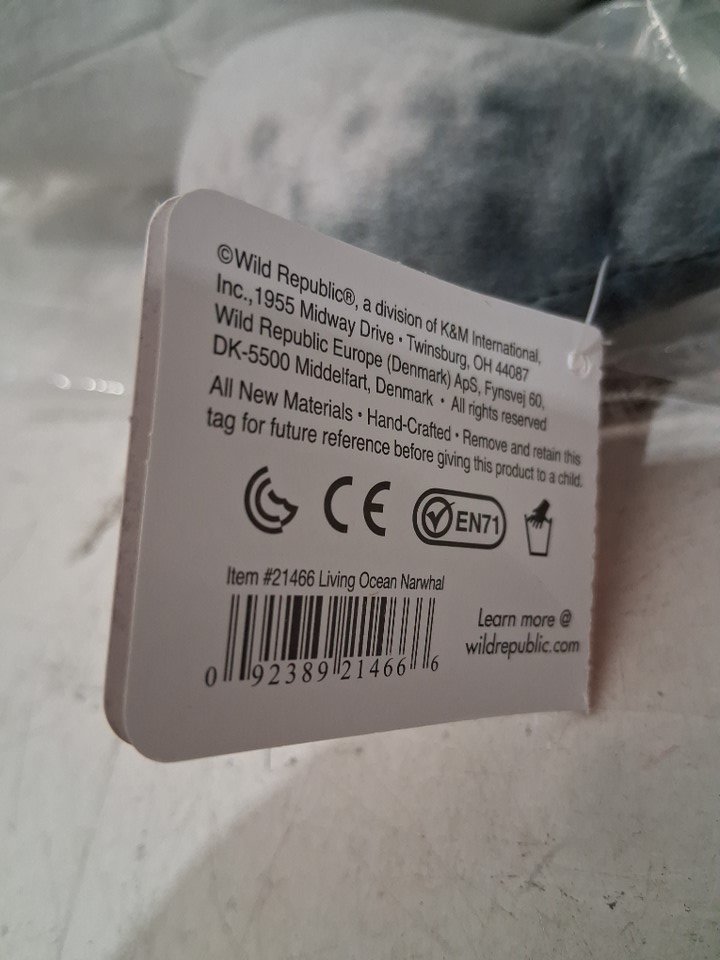 ©Wild Republic®, a division of K&M International,
Inc.,1955 Midway Drive • Twinsburg, OH 44087
Wild Republic Europe (Denmark) ApS, Fynsvej 60,
DK-5500 Middelfart, Denmark • All rights reserved
All New Materials • Hand-Crafted • Remove and retain this
tag for future reference before giving this product to a child.
CE
EN71
Item #21466 Living Ocean Narwhal
0 92389 21466 6
Learn more @
wildrepublic.com